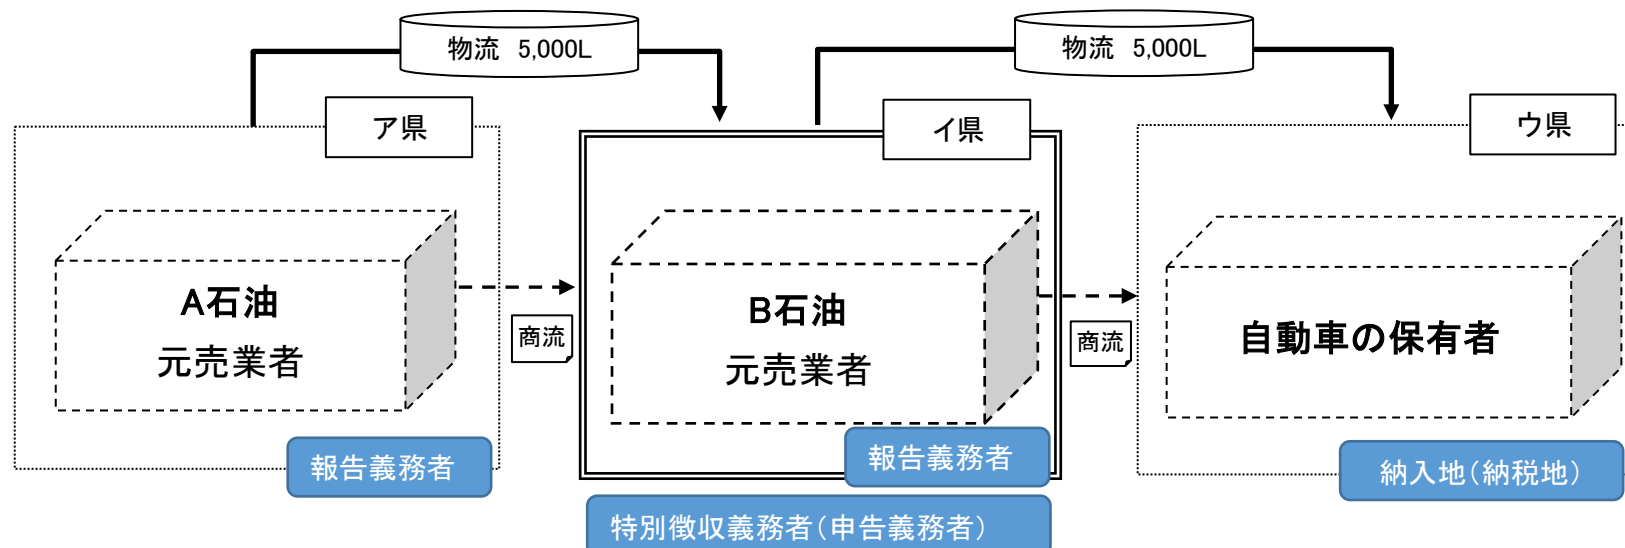 物流 5,000L
物流 5,000L
ア県
イ県
ウ県
A石油
元売業者
商流
B石油
元売業者
商流
自動車の保有者
報告義務者
報告義務者
納入地(納税地)
特別徴収義務者(申告義務者)